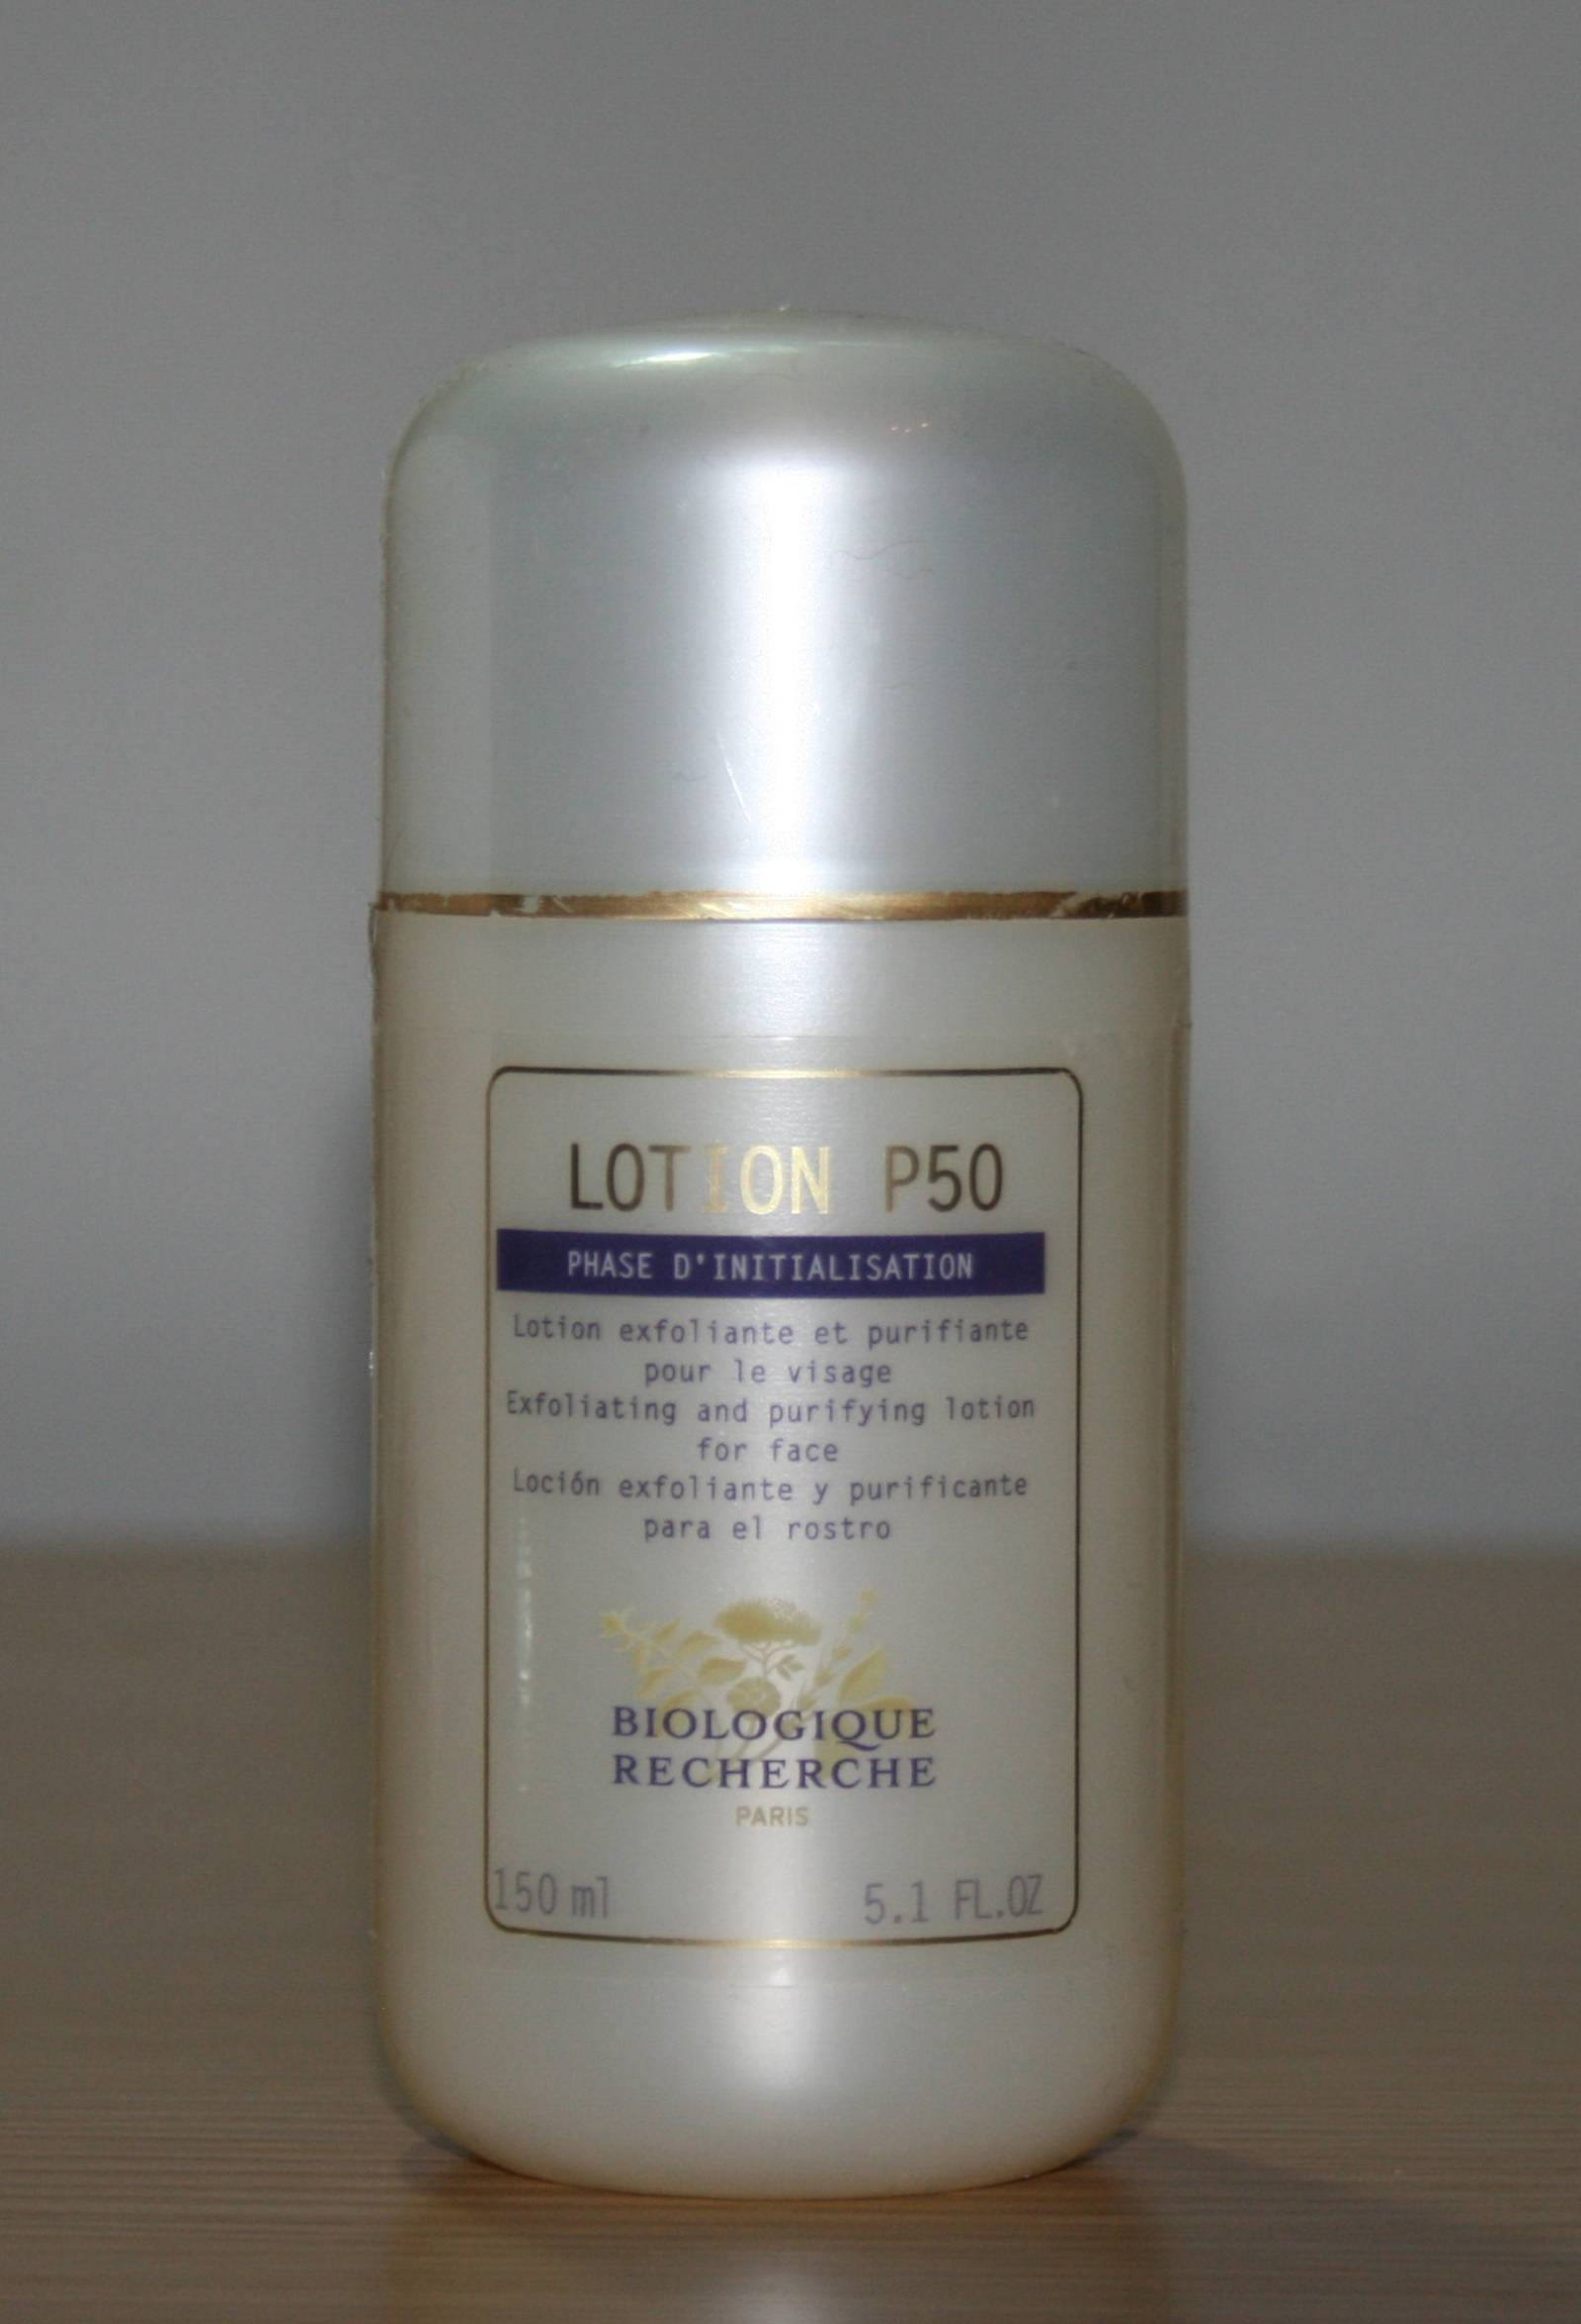 LOTION P50
PHASE D'INITIALISATION
Lotion exfoliante et purifiante
pour le visage
Exfoliating and purifying lotion
for face
Loción exfoliante y purificante
para el rostro
BIOLOGIQUE
RECHERCHE
PARIS
150 ml 5.1 FL.OZ